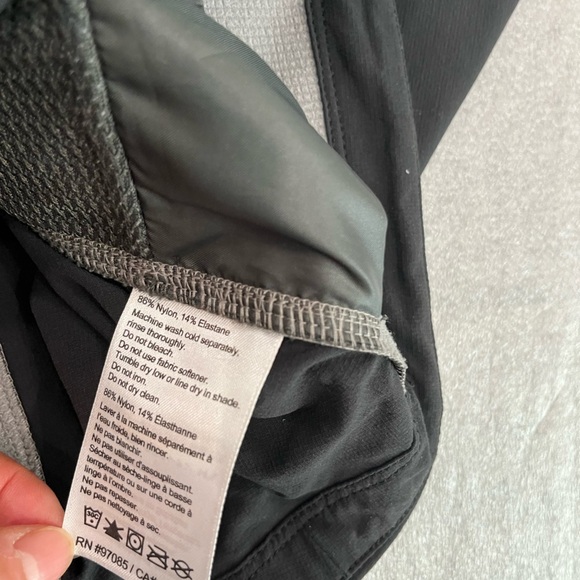 86% Nylon, 14% Elastane
Machine wash cold separately,
rinse thoroughly.
Do not bleach.
Do not use fabric softener.
Tumble dry low or line dry in shade.
Do not iron.
Do not dry clean.
86% Nylon, 14% Élasthanne
Laver à la machine séparément à
l'eau froide, bien rincer.
Ne pas blanchir.
Ne pas utiliser d'assouplissant.
Sécher au sèche-linge à basse
température ou sur une corde à
linge à l'ombre.
Ne pas repasser.
Ne pas nettoyage à sec.
30C
RN #97085 / CA#